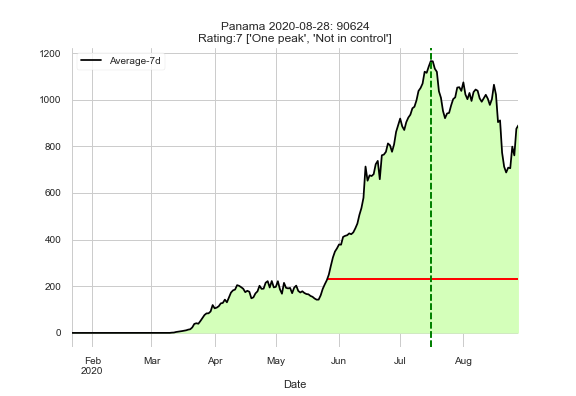 Panama 2020-08-28: 90624
Rating:7 ['One peak', 'Not in control']
1200
1000
800
600
400
200
0
Average-7d
Feb
2020
Mar
Apr
May
Jun
Jul
Aug
Date